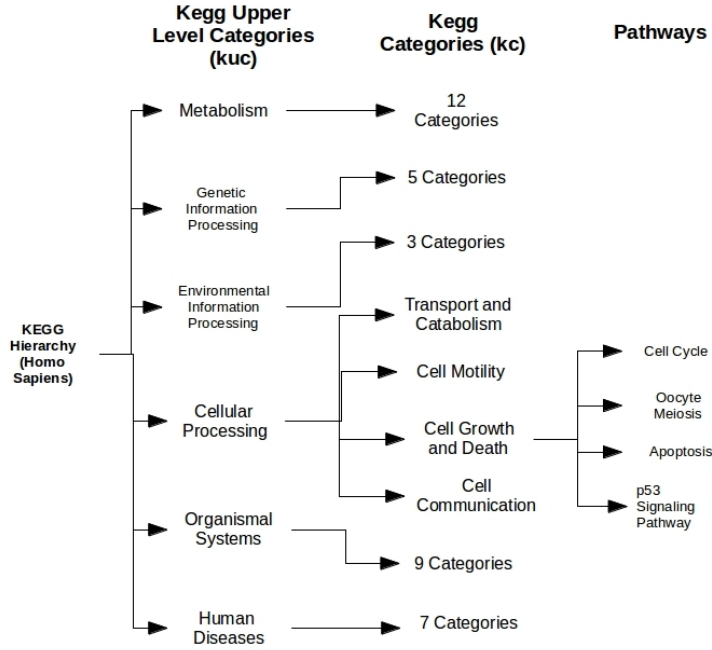 Kegg Upper
Level Categories
(kuc)
Kegg
Categories (kc)
Pathways
Metabolism
12
Categories
Genetic
Information
Processing
5 Categories
Environmental
Information
Processing
3 Categories
KEGG
Hierarchy
(Homo
Sapiens)
Cellular
Processing
Transport and
Catabolism
Cell Motility
Cell Growth
and Death
Cell
Communication
Cell Cycle
Oocyte
Meiosis
Apoptosis
p53
Signaling
Pathway
Organismal
Systems
9 Categories
Human
Diseases
7 Categories